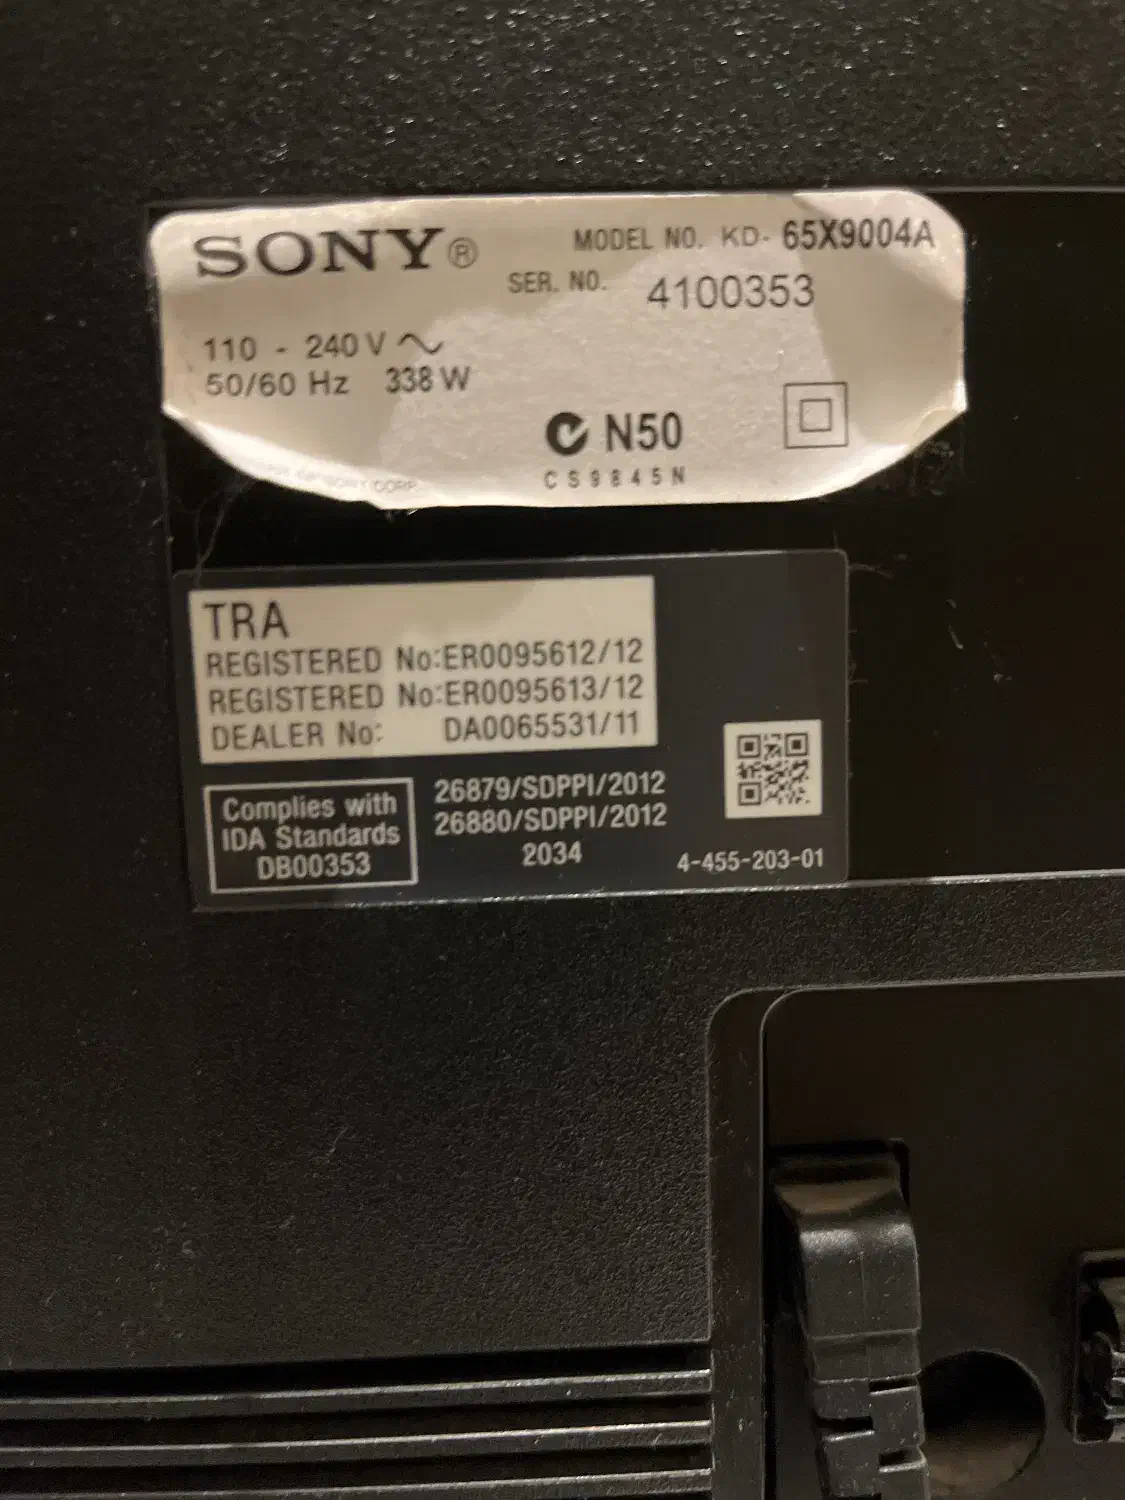 SONY®
MODEL NO. KD- 65X9004A
SER. NO. 4100353
110 - 240 V ~
50/60 Hz 338 W
N50
CS9845N
SONY CORP.
TRA
REGISTERED No:ER0095612/12
REGISTERED No:ER0095613/12
DEALER No: DA0065531/11
Complies with
IDA Standards
DB00353
26879/SDPPI/2012
26880/SDPPI/2012
2034
4-455-203-01